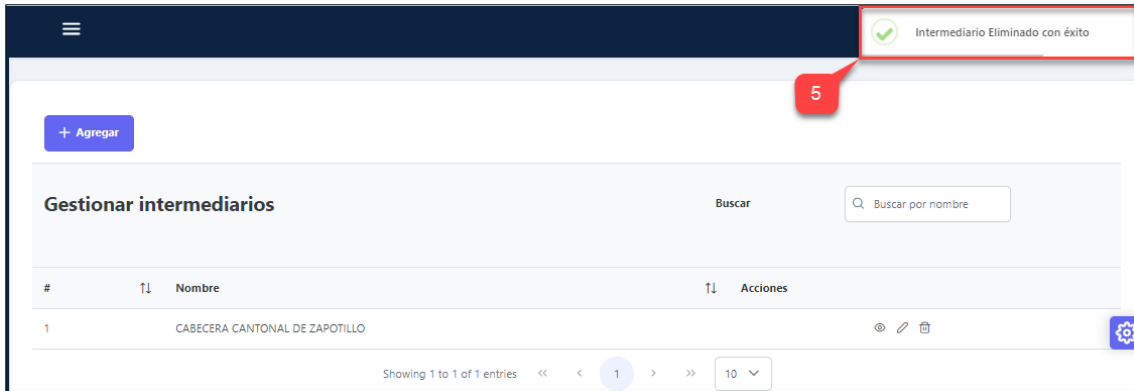 Intermediario Eliminado con éxito
5
+ Agregar
Gestionar intermediarios
Buscar
Buscar por nombre
# Nombre Acciones
1 CABECERA CANTONAL DE ZAPOTILLO
Showing 1 to 1 of 1 entries << < 1 > >> 10